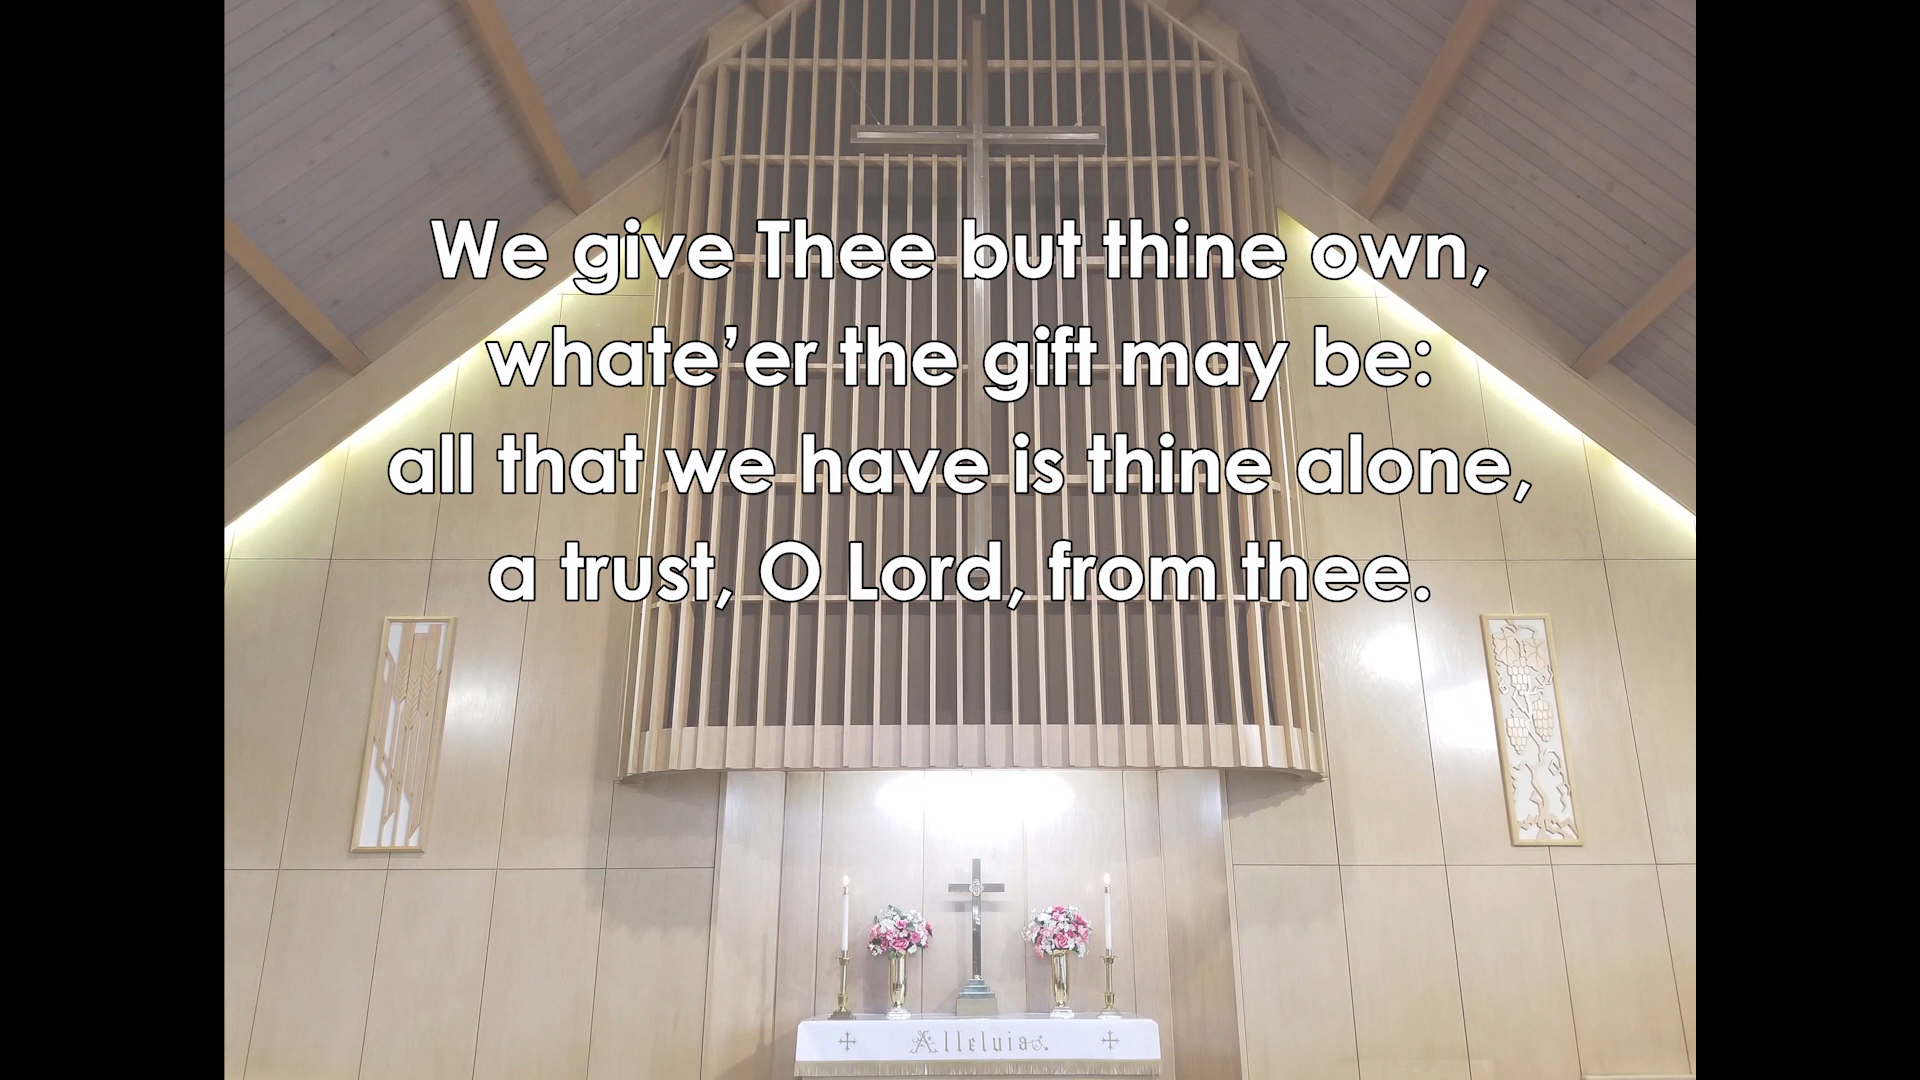 We give Thee but thine own,
whate’er the gift may be:
all that we have is thine alone,
a trust, O Lord, from thee.
Alleluia